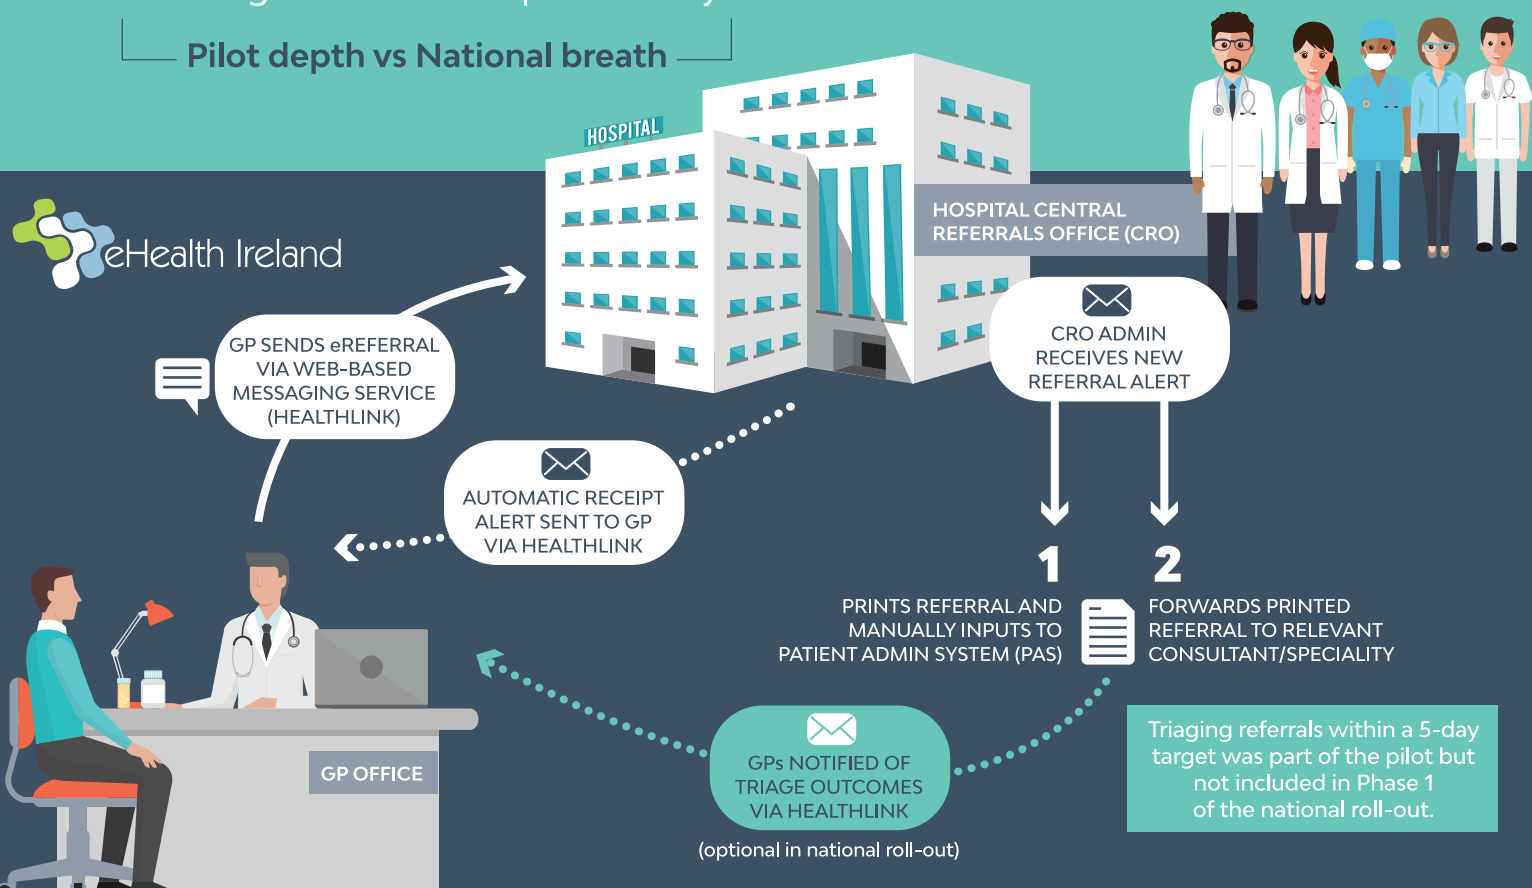 Pilot depth vs National breath
HOSPITAL
HOSPITAL CENTRAL
REFERRALS OFFICE (CRO)
eHealth Ireland
GP SENDS eREFERRAL
VIA WEB-BASED
MESSAGING SERVICE
(HEALTHLINK)
CRO ADMIN
RECEIVES NEW
REFERRAL ALERT
AUTOMATIC RECEIPT
ALERT SENT TO GP
VIA HEALTHLINK
1
PRINTS REFERRAL AND
MANUALLY INPUTS TO
PATIENT ADMIN SYSTEM (PAS)
2
FORWARDS PRINTED
REFERRAL TO RELEVANT
CONSULTANT/SPECIALITY
GPs NOTIFIED OF
TRIAGE OUTCOMES
VIA HEALTHLINK
(optional in national roll-out)
Triaging referrals within a 5-day
target was part of the pilot but
not included in Phase 1
of the national roll-out.
GP OFFICE